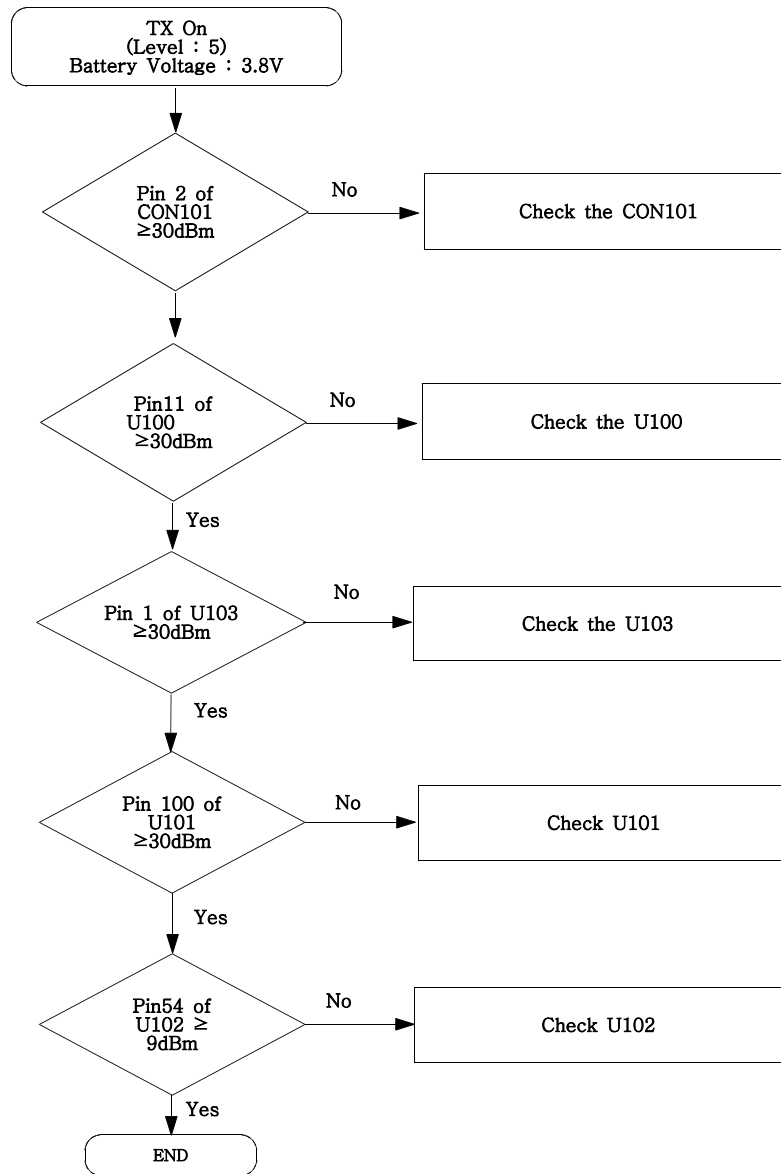 TX On
(Level : 5)
Battery Voltage : 3.8V
Pin 2 of
CON101
≥30dBm
No
Check the CON101
Pin11 of
U100
≥30dBm
No
Check the U100
Yes
Pin 1 of U103
≥30dBm
No
Check the U103
Yes
Pin 100 of
U101
≥30dBm
No
Check U101
Yes
Pin54 of
U102 ≥
9dBm
No
Check U102
Yes
END